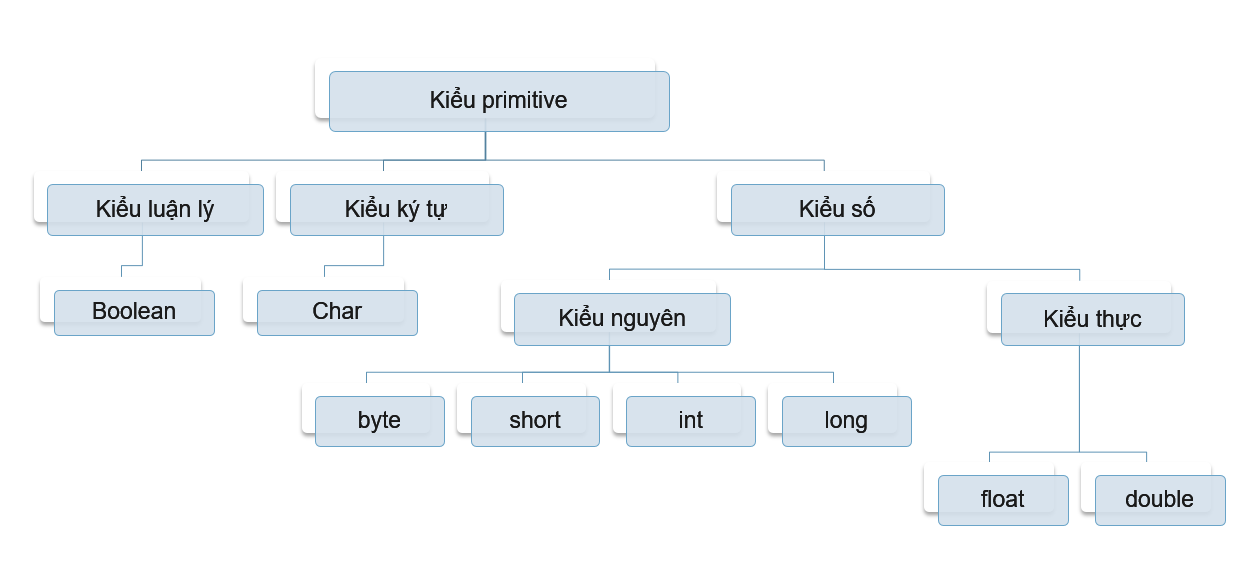 Kiểu primitive
Kiểu luận lý
Kiểu ký tự
Kiểu số
Boolean
Char
Kiểu nguyên
Kiểu thực
byte
short
int
long
float
double